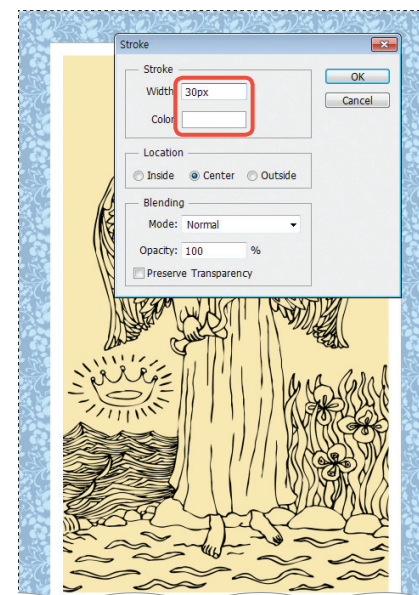 Stroke
Stroke
Width: 30px
Color:
OK
Cancel
Location
Inside Center Outside
Blending
Mode: Normal
Opacity: 100 %
Preserve Transparency